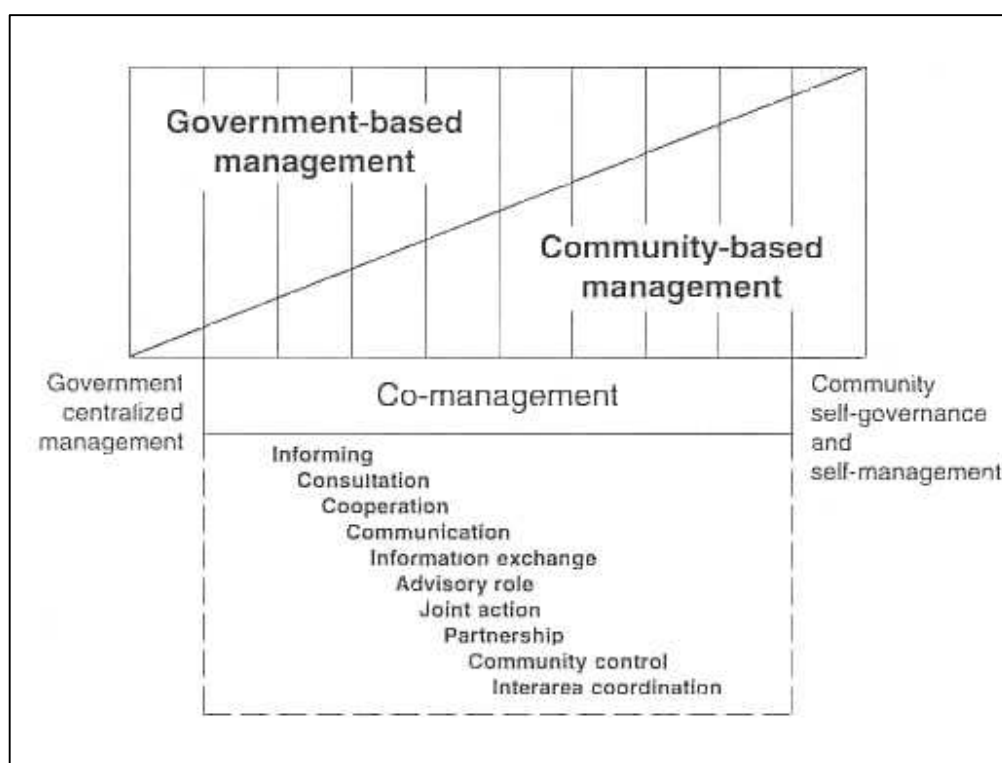 Government-based
management
Community-based
management
Government
centralized
management
Co-management
Community
self-governance
and
self-management
Informing
Consultation
Cooperation
Communication
Information exchange
Advisory role
Joint action
Partnership
Community control
Interarea coordination